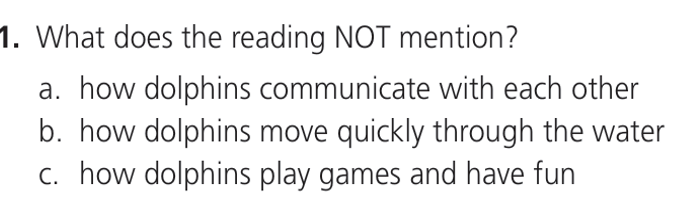 1. What does the reading NOT mention?
a. how dolphins communicate with each other
b. how dolphins move quickly through the water
c. how dolphins play games and have fun